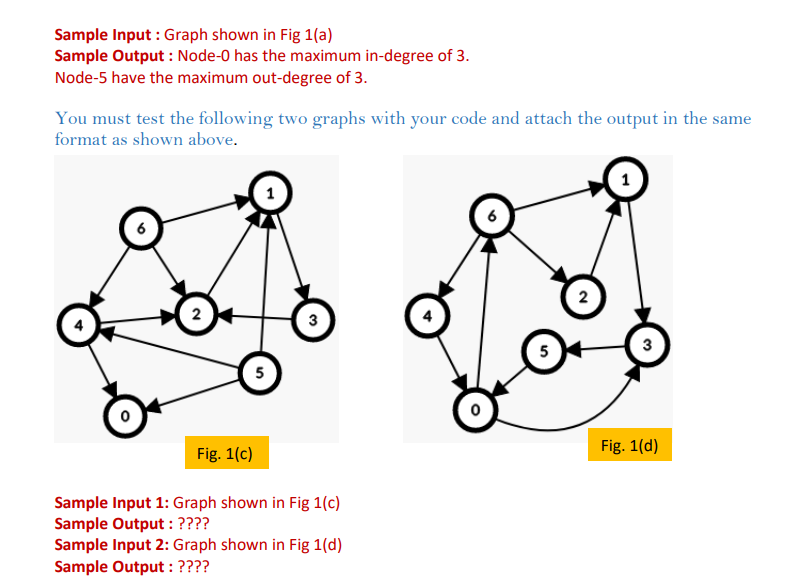 Sample Input : Graph shown in Fig 1(a)
Sample Output : Node-0 has the maximum in-degree of 3.
Node-5 have the maximum out-degree of 3.
You must test the following two graphs with your code and attach the output in the same
format as shown above.
1
6
2
3
4
5
0
Fig. 1(c)
1
6
2
4
3
5
0
Fig. 1(d)
Sample Input 1: Graph shown in Fig 1(c)
Sample Output : ????
Sample Input 2: Graph shown in Fig 1(d)
Sample Output : ????